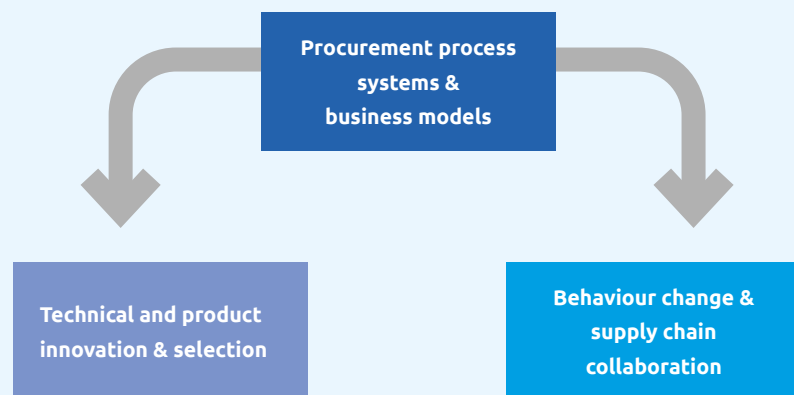 Procurement process
systems &
business models
Technical and product
innovation & selection
Behaviour change &
supply chain
collaboration